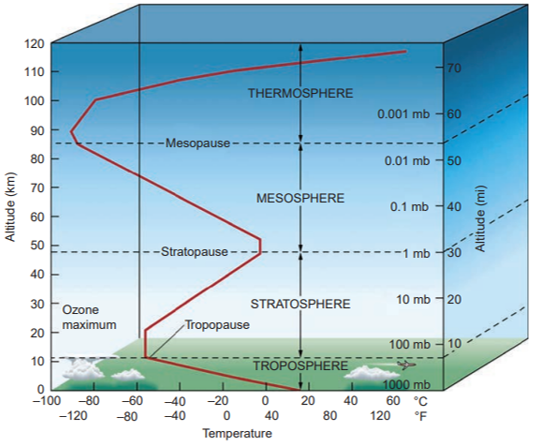 120
110
100
90
80
70
60
50
40
30
20
10
0
Altitude (km)
THERMOSPHERE
Mesopause
MESOSPHERE
Stratopause
STRATOSPHERE
Ozone
maximum
Tropopause
TROPOSPHERE
0.001 mb
0.01 mb
0.1 mb
1 mb
10 mb
100 mb
1000 mb
70
60
50
40
30
20
10
Altitude (mi)
–100 –80 –60 –40 –20 0 20 40 60 °C
–120 –80 –40 0 40 80 120 °F
Temperature